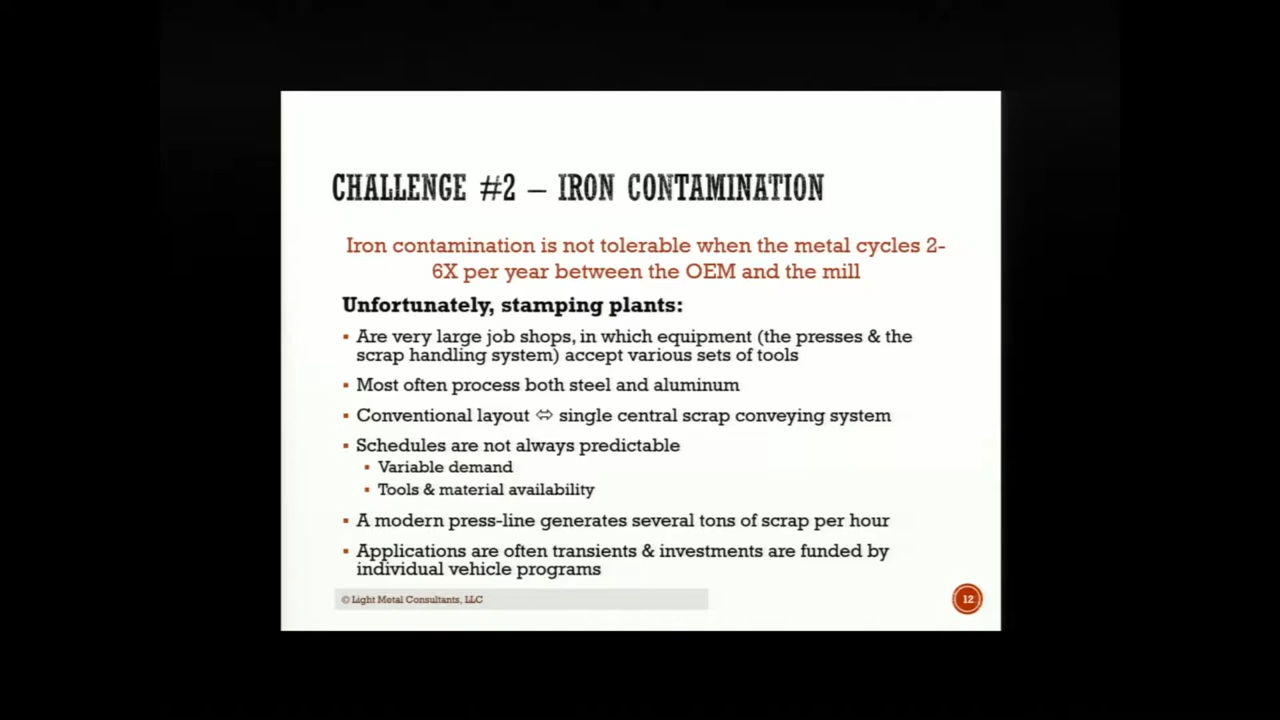 CHALLENGE #2 – IRON CONTAMINATION
Iron contamination is not tolerable when the metal cycles 2-
6X per year between the OEM and the mill
Unfortunately, stamping plants:
▪ Are very large job shops, in which equipment (the presses & the
scrap handling system) accept various sets of tools
▪ Most often process both steel and aluminum
▪ Conventional layout ⇔ single central scrap conveying system
▪ Schedules are not always predictable
▪ Variable demand
▪ Tools & material availability
▪ A modern press-line generates several tons of scrap per hour
▪ Applications are often transients & investments are funded by
individual vehicle programs
© Light Metal Consultants, LLC
12